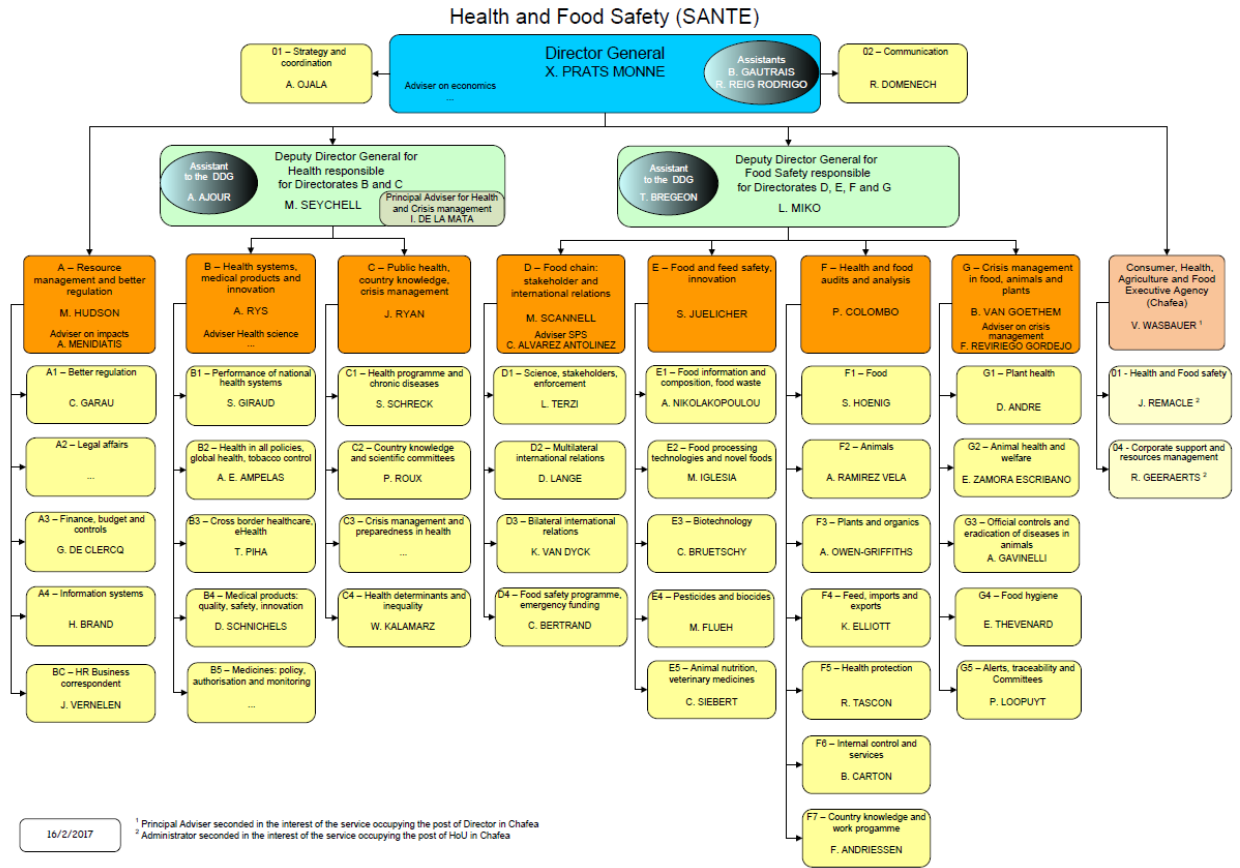 Health and Food Safety (SANTE)
01 – Strategy and
coordination
A. OJALA
Director General
X. PRATS MONNE
Adviser on economics
...
Assistants
B. GAUTRAIS
R. REIG RODRIGO
02 – Communication
R. DOMENECH
Assistant
to the DDG
A. AJOUR
Deputy Director General for
Health responsible
for Directorates B and C
M. SEYCHELL
Principal Adviser for Health
and Crisis management
I. DE LA MATA
Assistant
to the DDG
T. BREGEON
Deputy Director General for
Food Safety responsible
for Directorates D, E, F and G
L. MIKO
A – Resource
management and better
regulation
M. HUDSON
Adviser on impacts
A. MENIDIATIS
A1 – Better regulation
C. GARAU
A2 – Legal affairs
...
A3 – Finance, budget and
controls
G. DE CLERCQ
A4 – Information systems
H. BRAND
BC – HR Business
correspondent
J. VERNELEN
B – Health systems,
medical products and
innovation
A. RYS
Adviser Health science
...
B1 – Performance of national
health systems
S. GIRAUD
B2 – Health in all policies,
global health, tobacco control
A. E. AMPELAS
B3 – Cross border healthcare,
eHealth
T. PIHA
B4 – Medical products:
quality, safety, innovation
D. SCHNICHELS
B5 – Medicines: policy,
authorisation and monitoring
...
C – Public health,
country knowledge,
crisis management
J. RYAN
C1 – Health programme and
chronic diseases
S. SCHRECK
C2 – Country knowledge
and scientific committees
P. ROUX
C3 – Crisis management and
preparedness in health
...
C4 – Health determinants and
inequality
W. KALAMARZ
D – Food chain:
stakeholder and
international relations
M. SCANNELL
Adviser SPS
C. ALVAREZ ANTOLINEZ
D1 – Science, stakeholders,
enforcement
L. TERZI
D2 – Multilateral
international relations
D. LANGE
D3 – Bilateral international
relations
K. VAN DYCK
D4 – Food safety programme,
emergency funding
C. BERTRAND
E – Food and feed safety,
innovation
S. JUELICHER
E1 – Food information and
composition, food waste
A. NIKOLAKOPOULOU
E2 – Food processing
technologies and novel foods
M. IGLESIA
E3 – Biotechnology
C. BRUETSCHY
E4 – Pesticides and biocides
M. FLUEH
E5 – Animal nutrition,
veterinary medicines
C. SIEBERT
F – Health and food
audits and analysis
P. COLOMBO
F1 – Food
S. HOENIG
F2 – Animals
A. RAMIREZ VELA
F3 – Plants and organics
A. OWEN-GRIFFITHS
F4 – Feed, imports and
exports
K. ELLIOTT
F5 – Health protection
R. TASCON
F6 – Internal control and
services
B. CARTON
F7 – Country knowledge and
work progamme
F. ANDRIESSEN
G – Crisis management
in food, animals and
plants
B. VAN GOETHEM
Adviser on crisis
management
F. REVIRIEGO GORDEJO
G1 – Plant health
D. ANDRE
G2 – Animal health and
welfare
E. ZAMORA ESCRIBANO
G3 – Official controls and
eradication of diseases in
animals
A. GAVINELLI
G4 – Food hygiene
E. THEVENARD
G5 – Alerts, traceability and
Committees
P. LOOPUYT
Consumer, Health,
Agriculture and Food
Executive Agency
(Chafea)
V. WASBAUER ¹
01 - Health and Food safety
J. REMACLE ²
04 - Corporate support and
resources management
R. GEERAERTS ²
16/2/2017
¹ Principal Adviser seconded in the interest of the service occupying the post of Director in Chafea
² Administrator seconded in the interest of the service occupying the post of HoU in Chafea